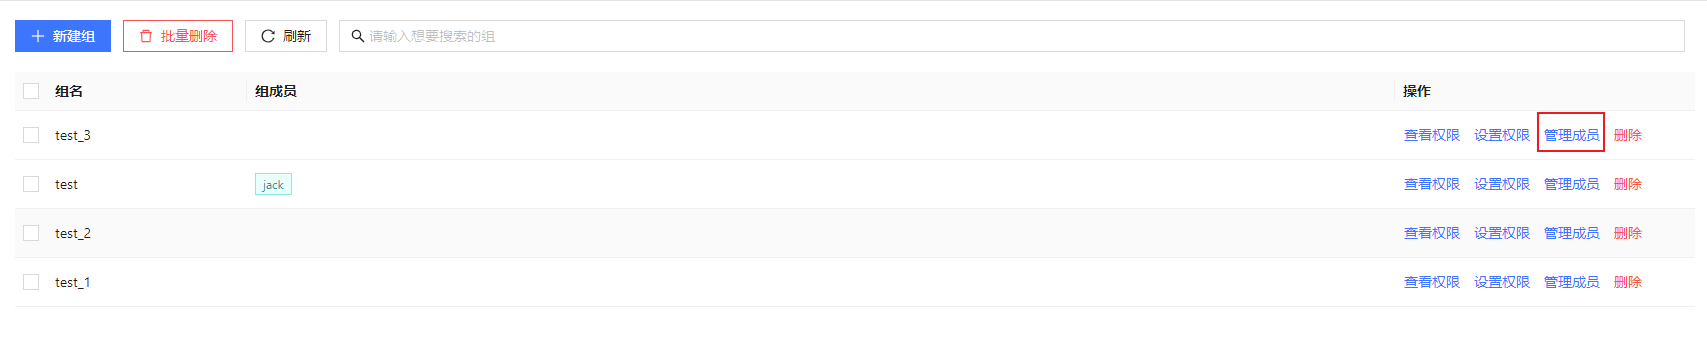 新建组 批量删除 刷新 请输入想要搜索的组
组名 组成员 操作
test_3 查看权限 设置权限 管理成员 删除
test jack 查看权限 设置权限 管理成员 删除
test_2 查看权限 设置权限 管理成员 删除
test_1 查看权限 设置权限 管理成员 删除